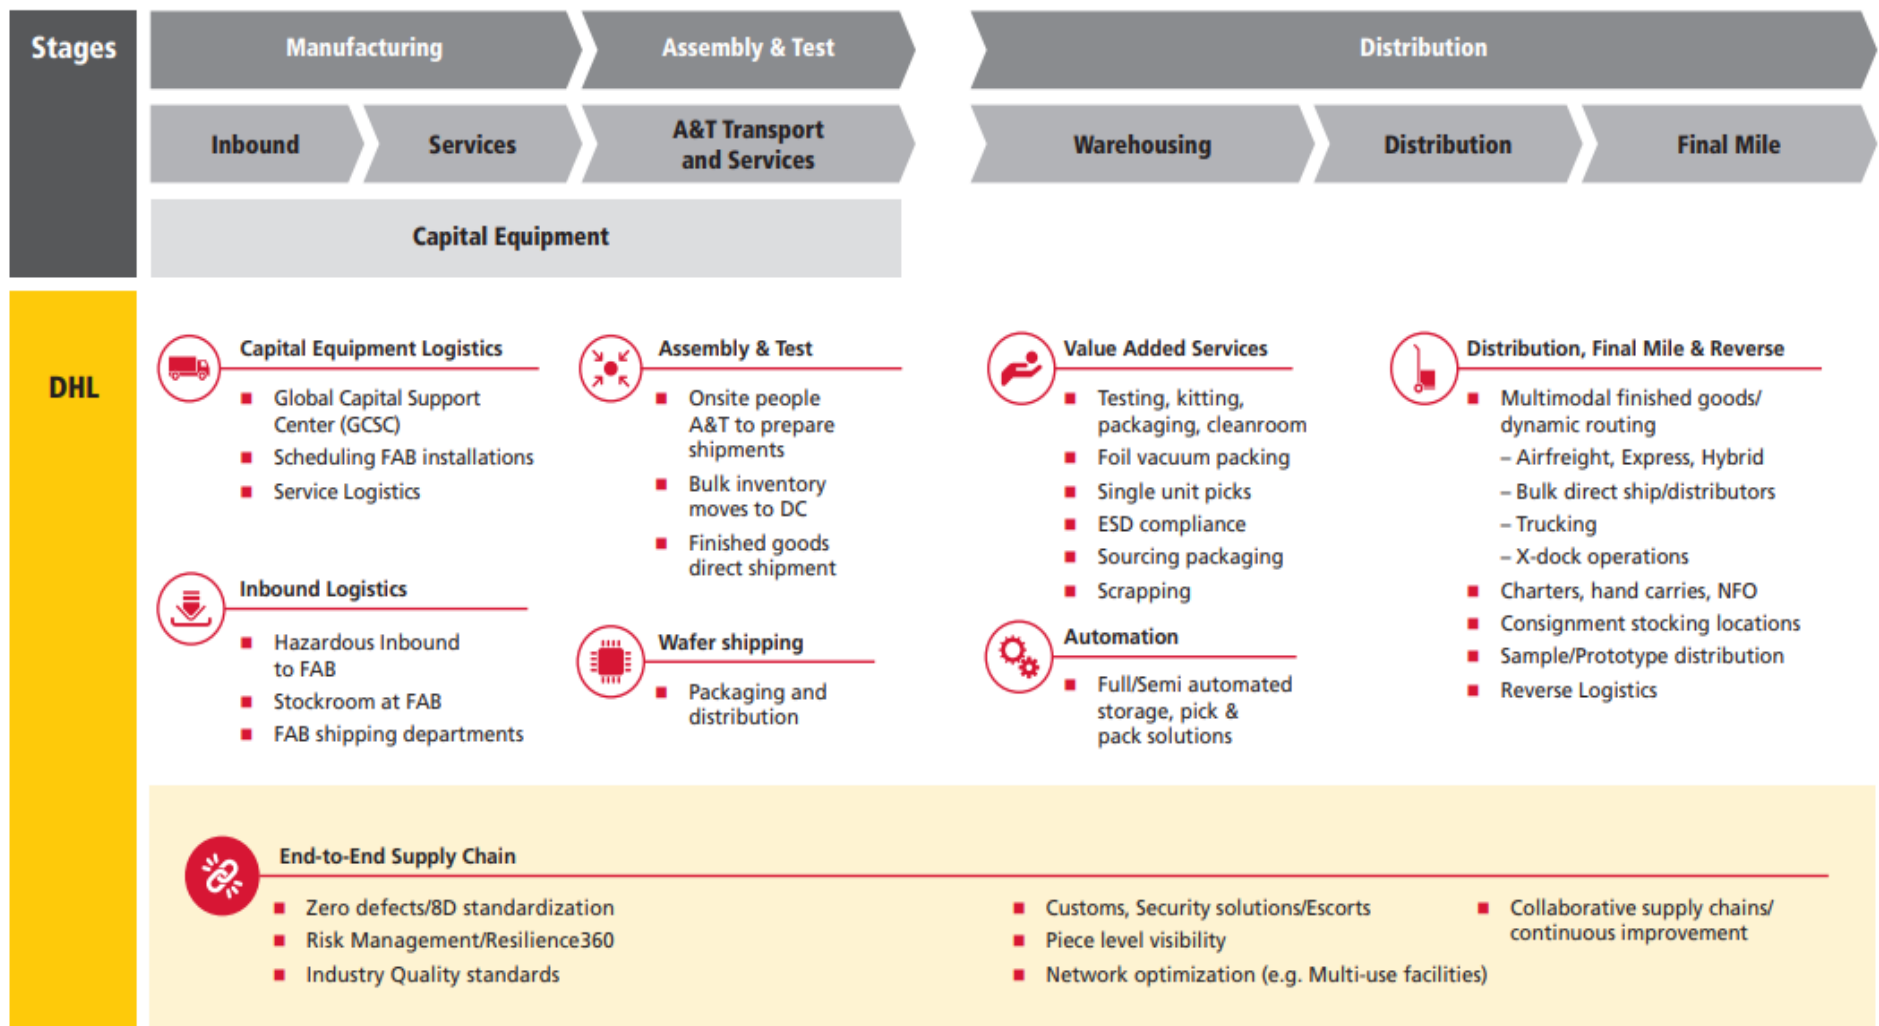 Stages
Manufacturing
Assembly & Test
Distribution
Inbound
Services
A&T Transport
and Services
Warehousing
Distribution
Final Mile
Capital Equipment
DHL
Capital Equipment Logistics
Global Capital Support
Center (GCSC)
Scheduling FAB installations
Service Logistics
Inbound Logistics
Hazardous Inbound
to FAB
Stockroom at FAB
FAB shipping departments
Assembly & Test
Onsite people
A&T to prepare
shipments
Bulk inventory
moves to DC
Finished goods
direct shipment
Wafer shipping
Packaging and
distribution
Value Added Services
Testing, kitting,
packaging, cleanroom
Foil vacuum packing
Single unit picks
ESD compliance
Sourcing packaging
Scrapping
Automation
Full/Semi automated
storage, pick &
pack solutions
Distribution, Final Mile & Reverse
Multimodal finished goods/
dynamic routing
– Airfreight, Express, Hybrid
– Bulk direct ship/distributors
– Trucking
– X-dock operations
Charters, hand carries, NFO
Consignment stocking locations
Sample/Prototype distribution
Reverse Logistics
End-to-End Supply Chain
Zero defects/8D standardization
Risk Management/Resilience360
Industry Quality standards
Customs, Security solutions/Escorts
Piece level visibility
Network optimization (e.g. Multi-use facilities)
Collaborative supply chains/
continuous improvement